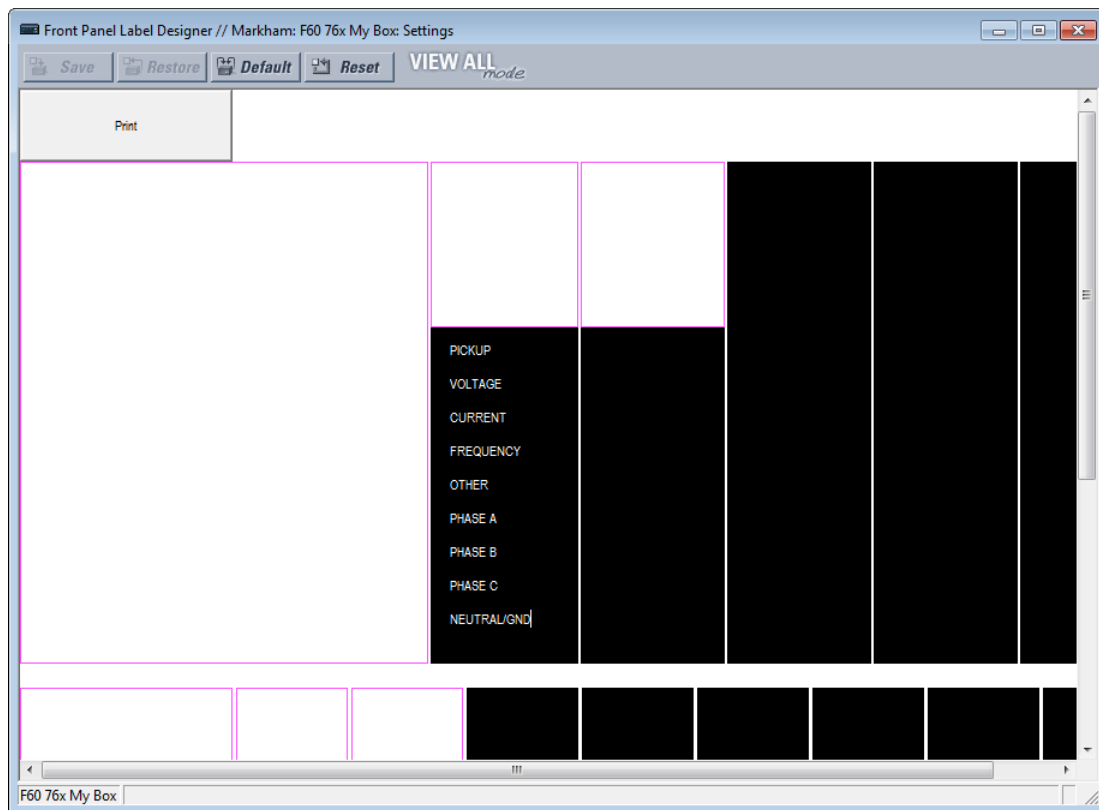 Front Panel Label Designer // Markham: F60 76x My Box: Settings
Save Restore Default Reset VIEW ALL mode
Print
PICKUP
VOLTAGE
CURRENT
FREQUENCY
OTHER
PHASE A
PHASE B
PHASE C
NEUTRAL/GND
F60 76x My Box